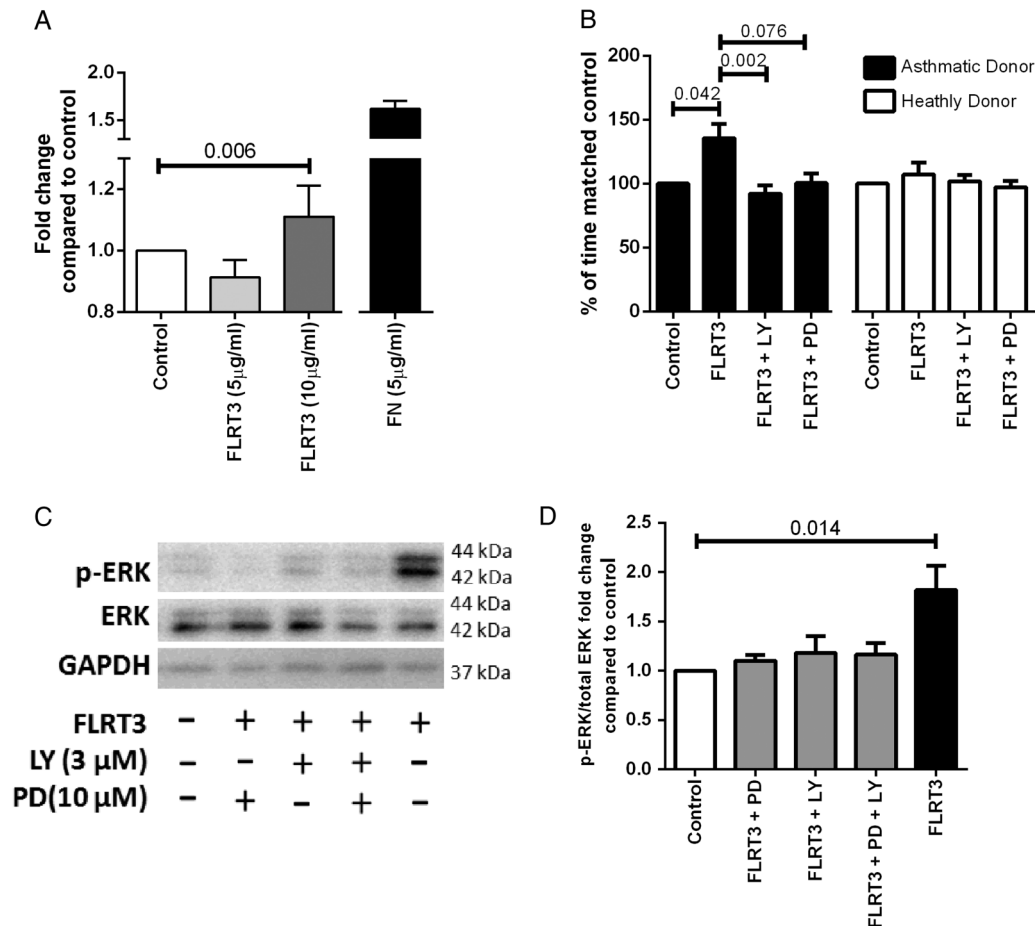 A
Fold change
compared to control
2.0
1.5
1.2
1.0
0.8
0.006
Control
FLRT3 (5µg/ml)
FLRT3 (10µg/ml)
FN (5µg/ml)
B
% of time matched control
200
150
100
50
0
0.076
0.002
0.042
Asthmatic Donor
Heathly Donor
Control
FLRT3
FLRT3 + LY
FLRT3 + PD
Control
FLRT3
FLRT3 + LY
FLRT3 + PD
C
p-ERK
44 kDa
42 kDa
ERK
44 kDa
42 kDa
GAPDH
37 kDa
FLRT3 - + + + +
LY (3 µM) - - + + -
PD(10 µM) - + - + -
D
p-ERK/total ERK fold change
compared to control
2.5
2.0
1.5
1.0
0.5
0.0
0.014
Control
FLRT3 + PD
FLRT3 + LY
FLRT3 + PD + LY
FLRT3